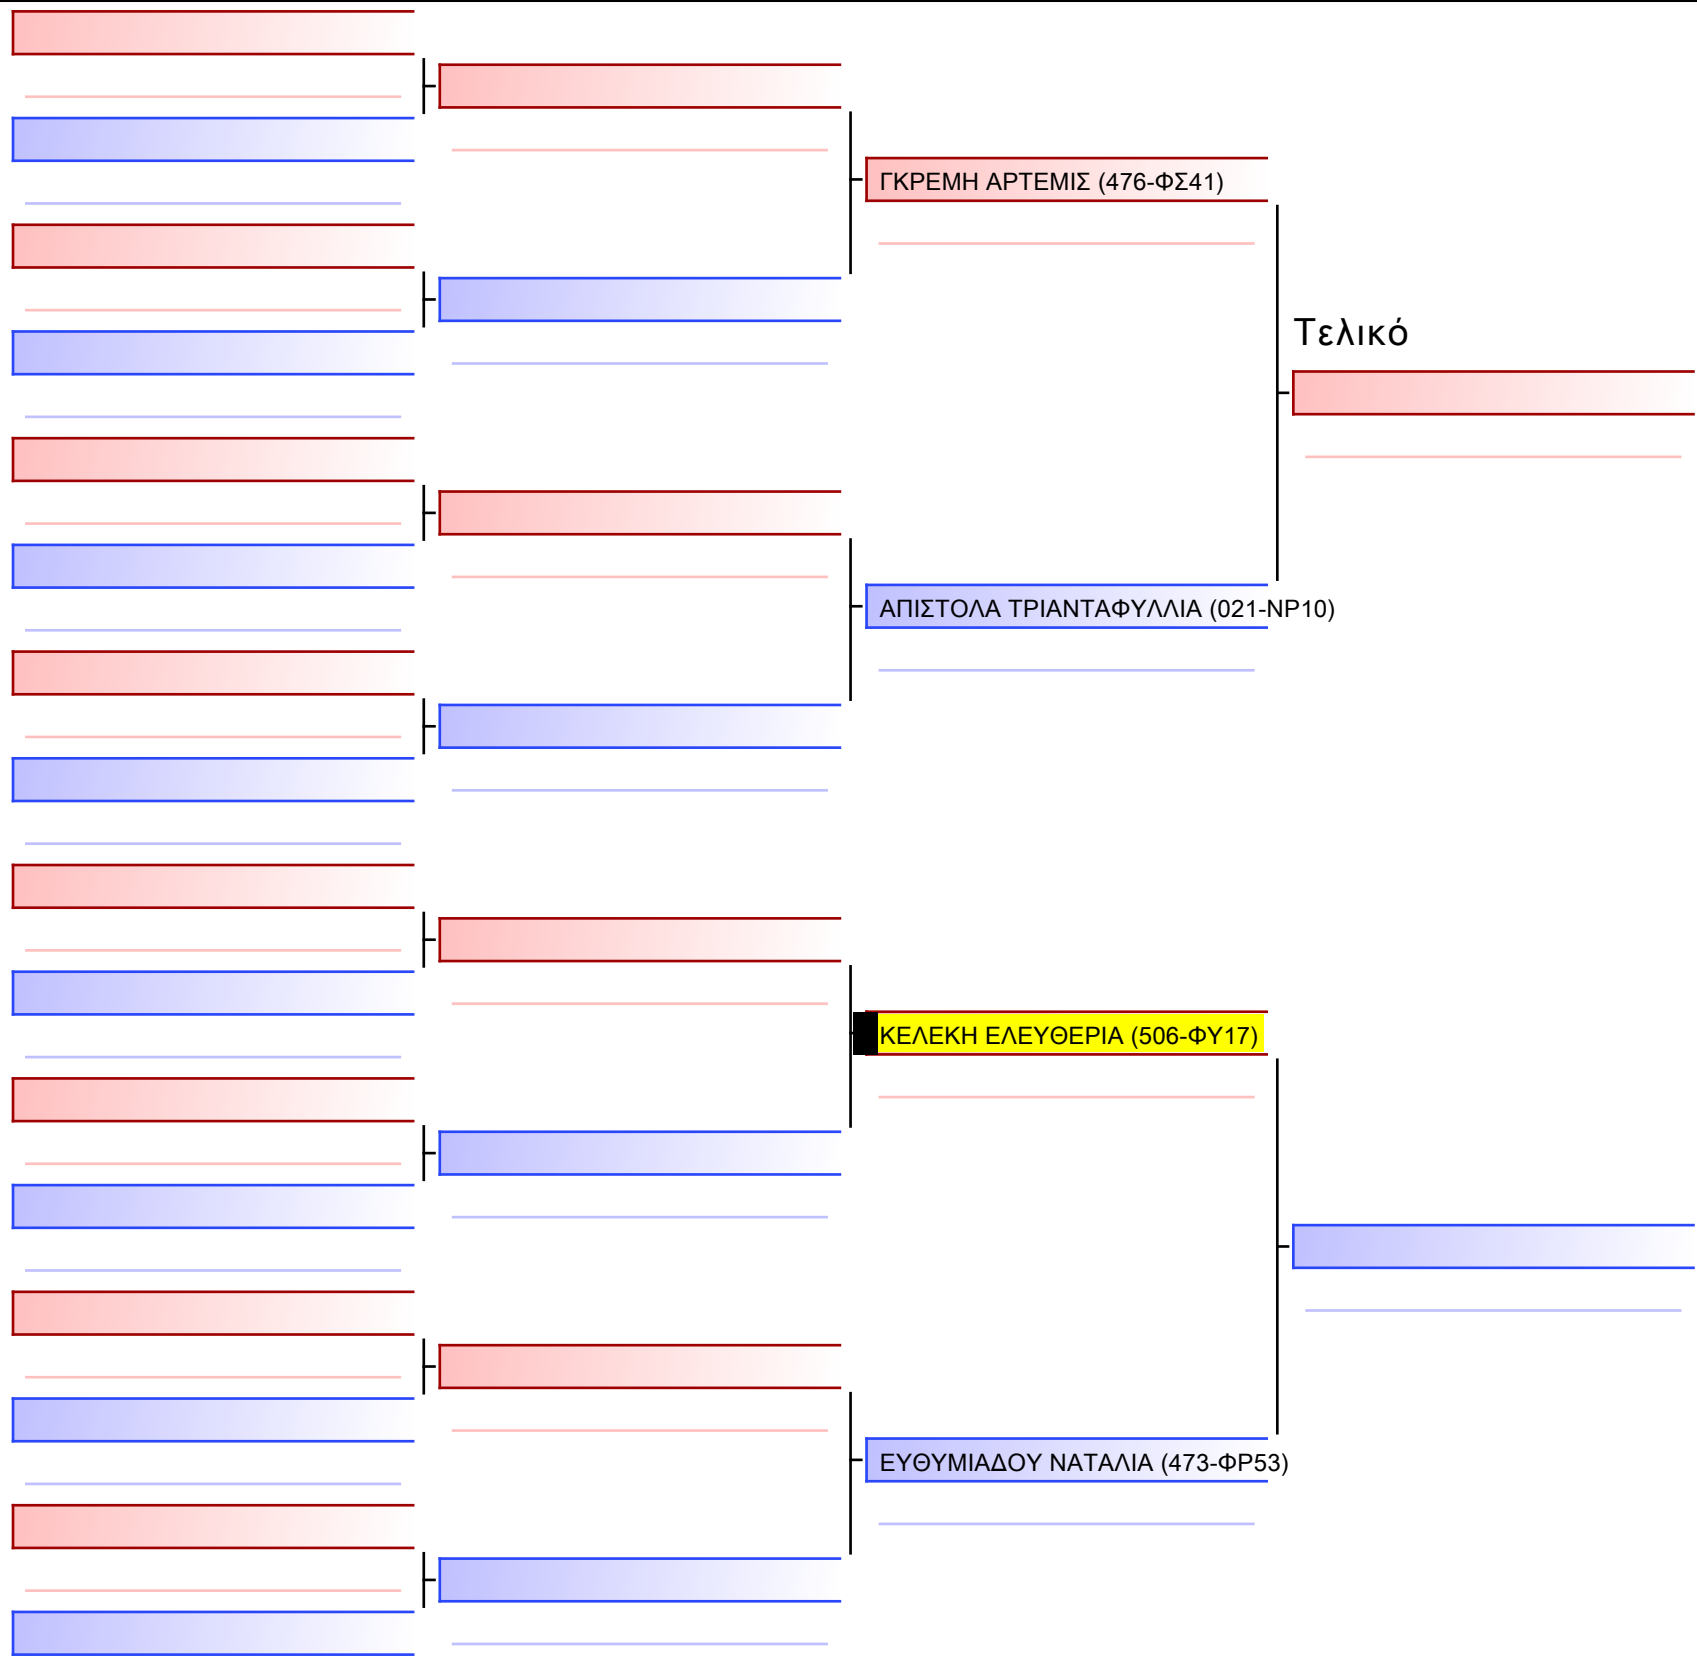 ΓΚΡΕΜΗ ΑΡΤΕΜΙΣ (476-ΦΣ41)
Τελικό
ΑΠΙΣΤΟΛΑ ΤΡΙΑΝΤΑΦΥΛΛΙΑ (021-ΝΡ10)
ΚΕΛΕΚΗ ΕΛΕΥΘΕΡΙΑ (506-ΦΥ17)
ΕΥΘΥΜΙΑΔΟΥ ΝΑΤΑΛΙΑ (473-ΦΡ53)